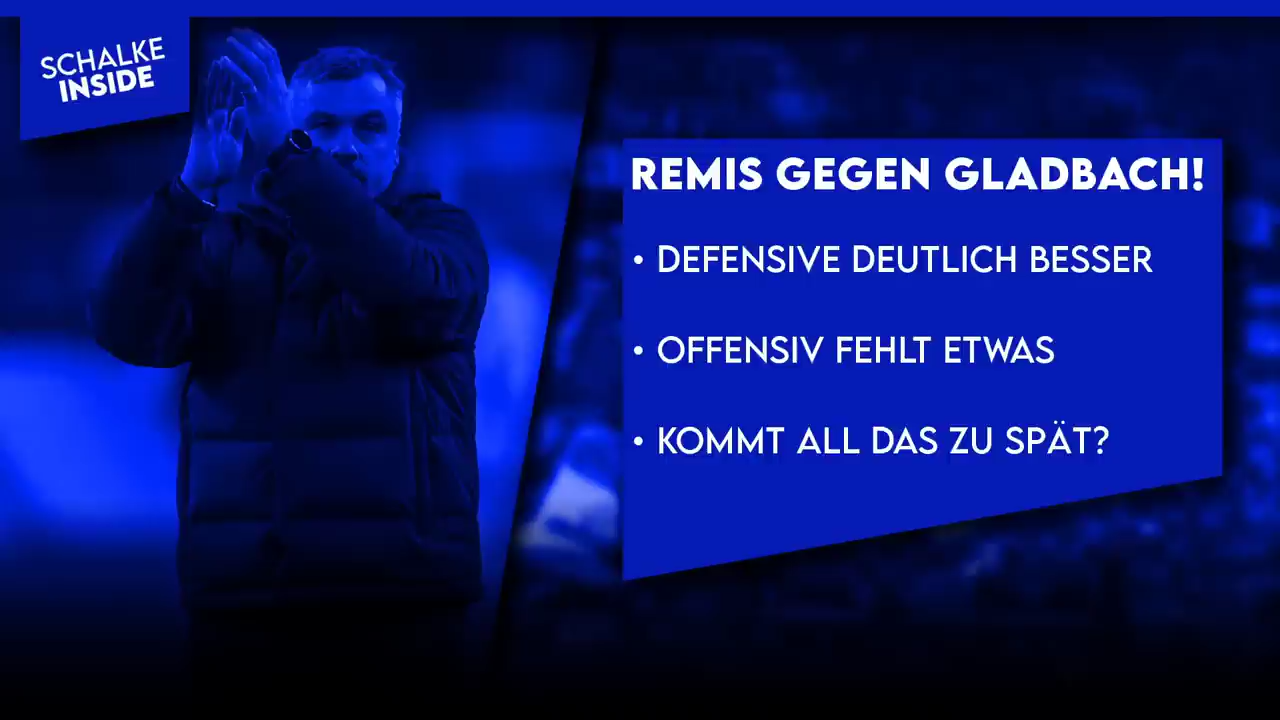 SCHALKE
INSIDE
REMIS GEGEN GLADBACH!
• DEFENSIVE DEUTLICH BESSER
• OFFENSIV FEHLT ETWAS
• KOMMT ALL DAS ZU SPÄT?